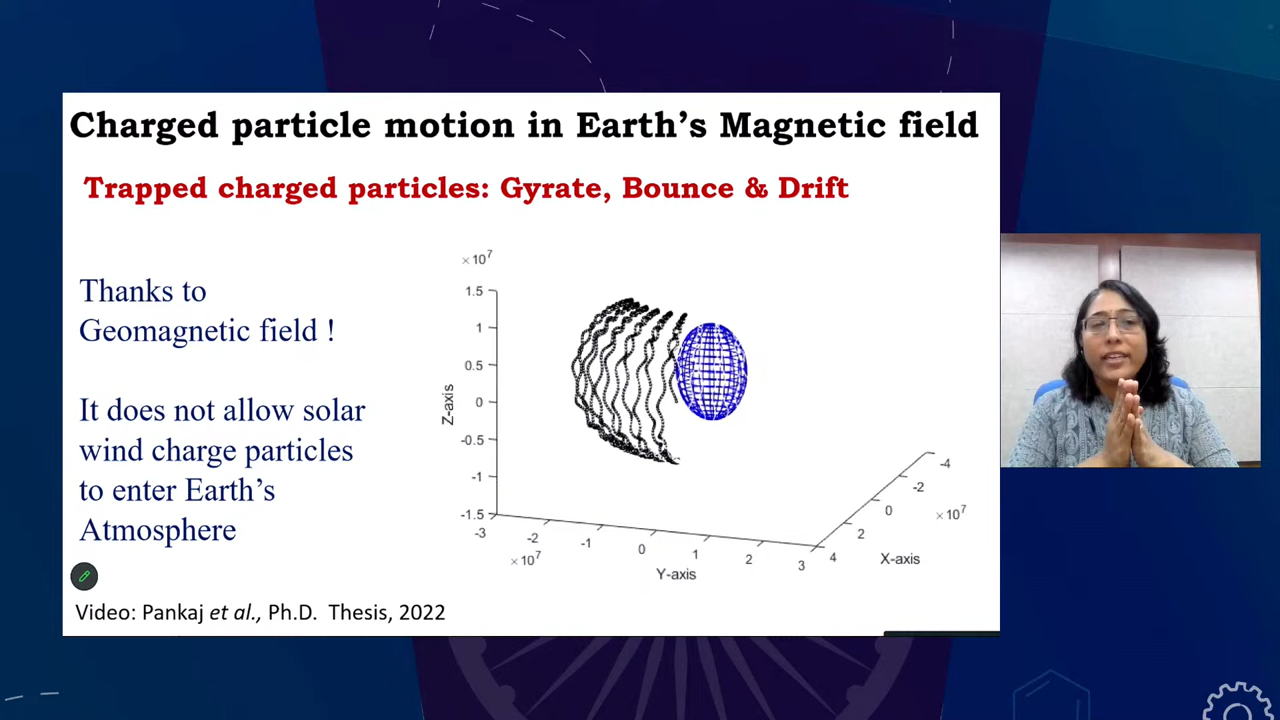 Charged particle motion in Earth's Magnetic field
Trapped charged particles: Gyrate, Bounce & Drift
Thanks to
Geomagnetic field !
It does not allow solar
wind charge particles
to enter Earth's
Atmosphere
×10⁷
1.5
1
0.5
0
-0.5
-1
-1.5
Z-axis
-3
-2
-1
0
1
2
3
×10⁷
Y-axis
4
2
0
-2
-4
×10⁷
X-axis
Video: Pankaj et al., Ph.D. Thesis, 2022